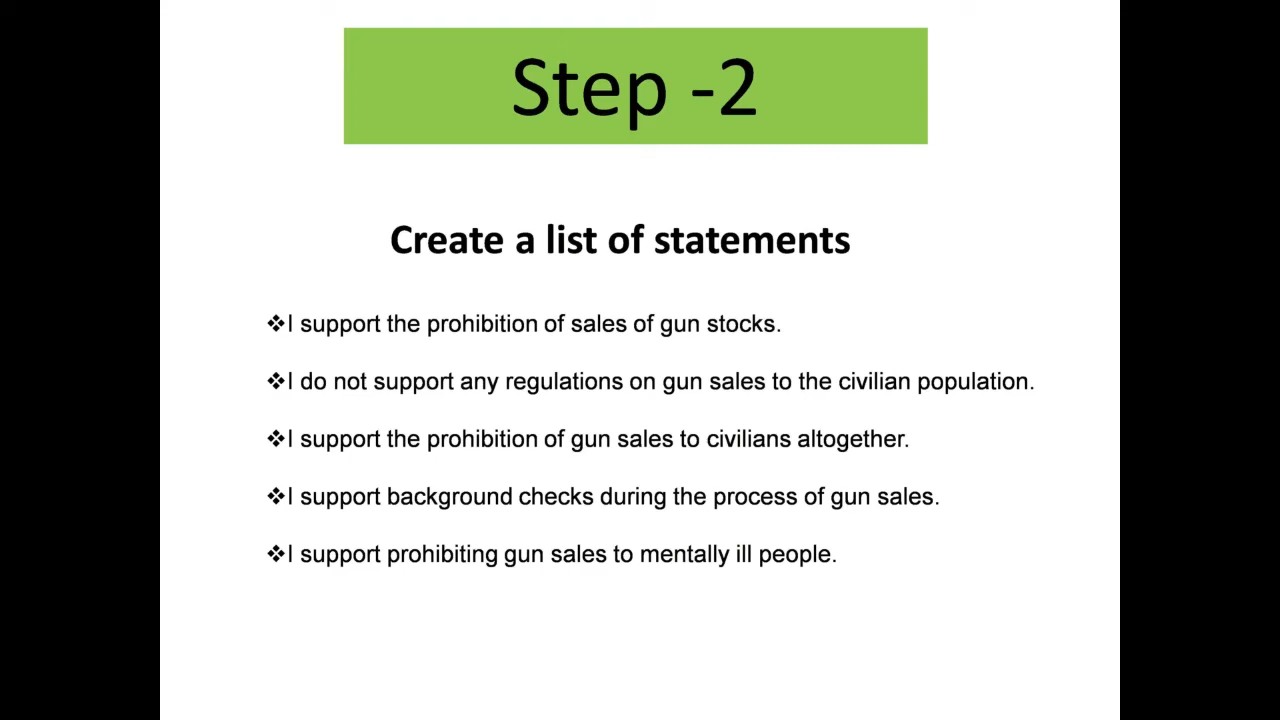 Step -2
Create a list of statements
❖I support the prohibition of sales of gun stocks.
❖I do not support any regulations on gun sales to the civilian population.
❖I support the prohibition of gun sales to civilians altogether.
❖I support background checks during the process of gun sales.
❖I support prohibiting gun sales to mentally ill people.